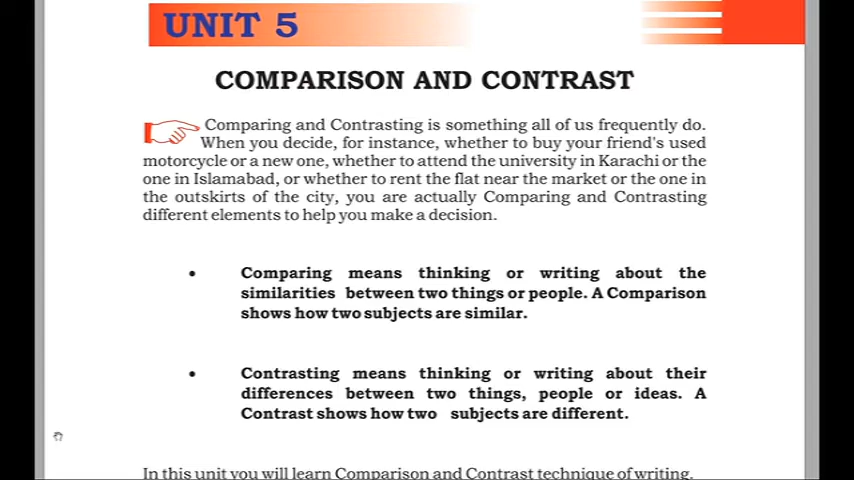 UNIT 5
COMPARISON AND CONTRAST
Comparing and Contrasting is something all of us frequently do.
When you decide, for instance, whether to buy your friend's used
motorcycle or a new one, whether to attend the university in Karachi or the
one in Islamabad, or whether to rent the flat near the market or the one in
the outskirts of the city, you are actually Comparing and Contrasting
different elements to help you make a decision.
• Comparing means thinking or writing about the
similarities between two things or people. A Comparison
shows how two subjects are similar.
• Contrasting means thinking or writing about their
differences between two things, people or ideas. A
Contrast shows how two subjects are different.
In this unit you will learn Comparison and Contrast technique of writing.